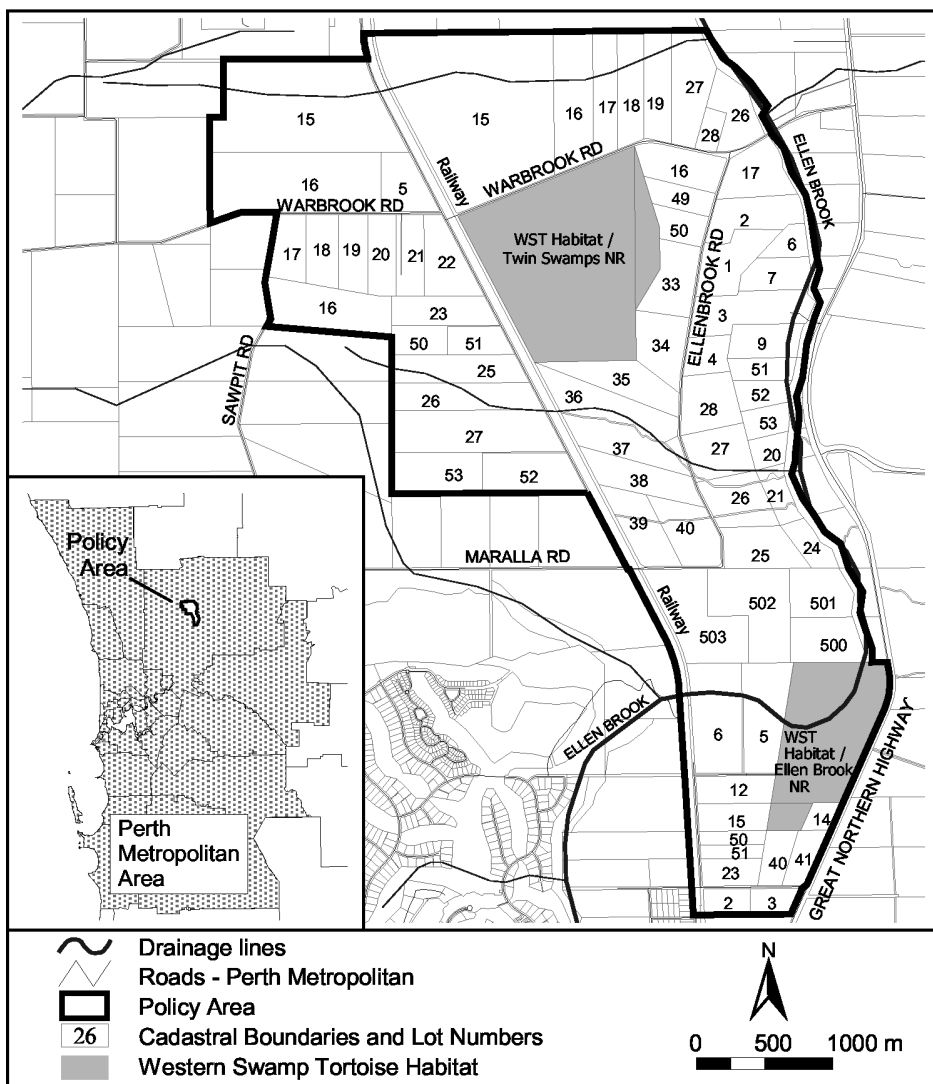 15
15
16
17
18
19
27
26
28
ELLEN BROOK
Railway
WARBROOK RD
16
5
WARBROOK RD
16
17
49
2
50
6
WST Habitat /
Twin Swamps NR
ELLENBROOK RD
17
18
19
20
21
22
1
7
33
16
23
3
SAWPIT RD
50
51
34
9
4
51
25
35
26
36
52
28
53
27
37
27
20
53
52
38
26
21
39
40
24
MARALLA RD
25
Railway
502
501
503
500
ELLEN BROOK
6
5
WST
Habitat /
Ellen Brook
NR
GREAT NORTHERN HIGHWAY
12
15
14
50
51
23
40
41
2
3
Policy
Area
Perth
Metropolitan
Area
Drainage lines
Roads - Perth Metropolitan
Policy Area
26 Cadastral Boundaries and Lot Numbers
Western Swamp Tortoise Habitat
N
0 500 1000 m